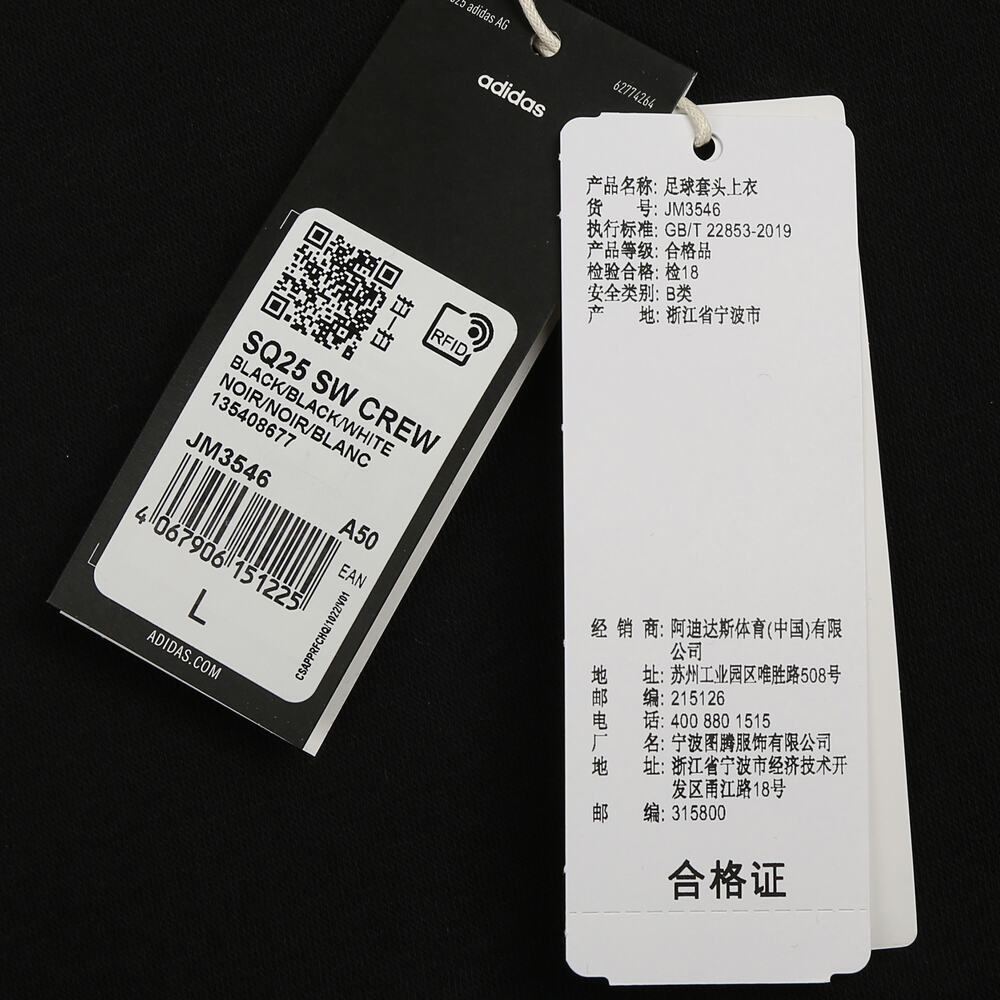 025 adidas AG
adidas
62774264
RFID
SQ25 SW CREW
BLACK/BLACK/WHITE
NOIR/NOIR/BLANC
135408677
JM3546
A50
4 067906 151225
EAN
L
CSAPPRFCHQ/1022/V01
ADIDAS.COM
产品名称: 足球套头上衣
货 号: JM3546
执行标准: GB/T 22853-2019
产品等级: 合格品
检验合格: 检18
安全类别: B类
产 地: 浙江省宁波市
经 销 商: 阿迪达斯体育(中国)有限
公司
地 址: 苏州工业园区唯胜路508号
邮 编: 215126
电 话: 400 880 1515
厂 名: 宁波图腾服饰有限公司
地 址: 浙江省宁波市经济技术开
发区甬江路18号
邮 编: 315800
合格证